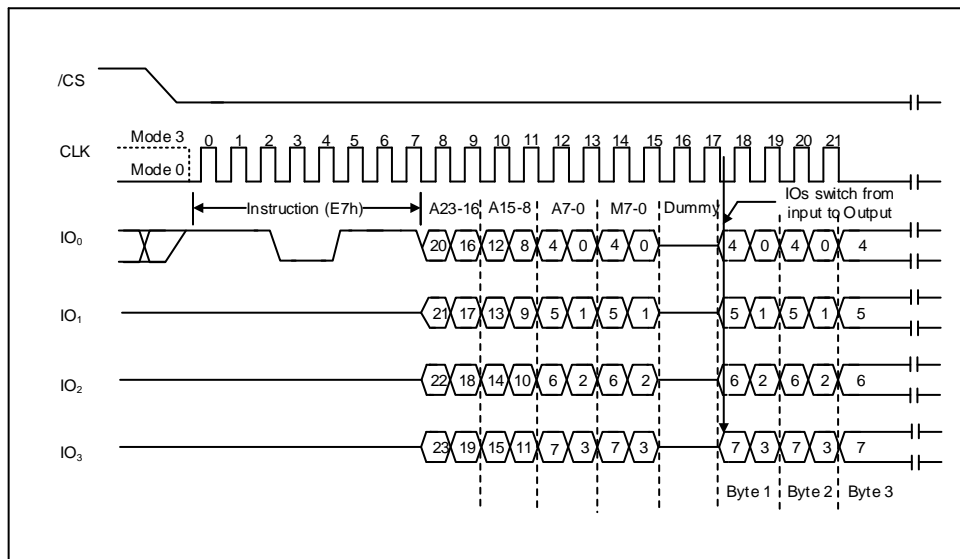 /CS
Mode 3
CLK
Mode 0
0 1 2 3 4 5 6 7 8 9 10 11 12 13 14 15 16 17 18 19 20 21
IOs switch from
input to Output
Instruction (E7h) A23-16 A15-8 A7-0 M7-0 Dummy
IO0 20 16 12 8 4 0 4 0 4 0 4 0 4
IO1 21 17 13 9 5 1 5 1 5 1 5 1 5
IO2 22 18 14 10 6 2 6 2 6 2 6 2 6
IO3 23 19 15 11 7 3 7 3 7 3 7 3 7
Byte 1 Byte 2 Byte 3